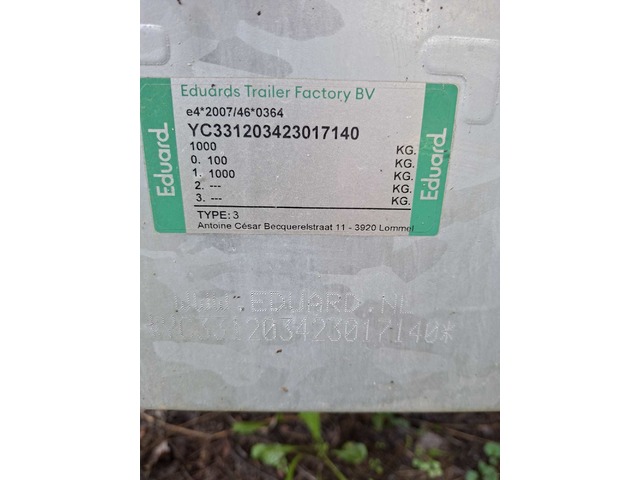 Eduards Trailer Factory BV
e4*2007/46*0364
YC331203423017140
1000 KG.
0. 100 KG.
1. 1000 KG.
2. --- KG.
3. --- KG.
TYPE: 3
Antoine César Becquerelstraat 11 - 3920 Lommel
Eduard
Eduard
WWW.EDUARD.NL
*YC331203423017140*